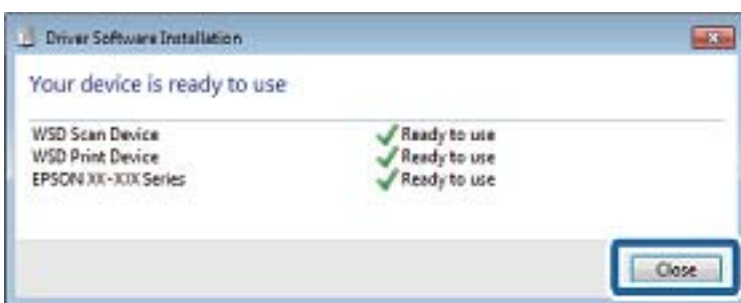 Driver Software Installation
Your device is ready to use
WSD Scan Device Ready to use
WSD Print Device Ready to use
EPSON XX-XXX Series Ready to use
Close